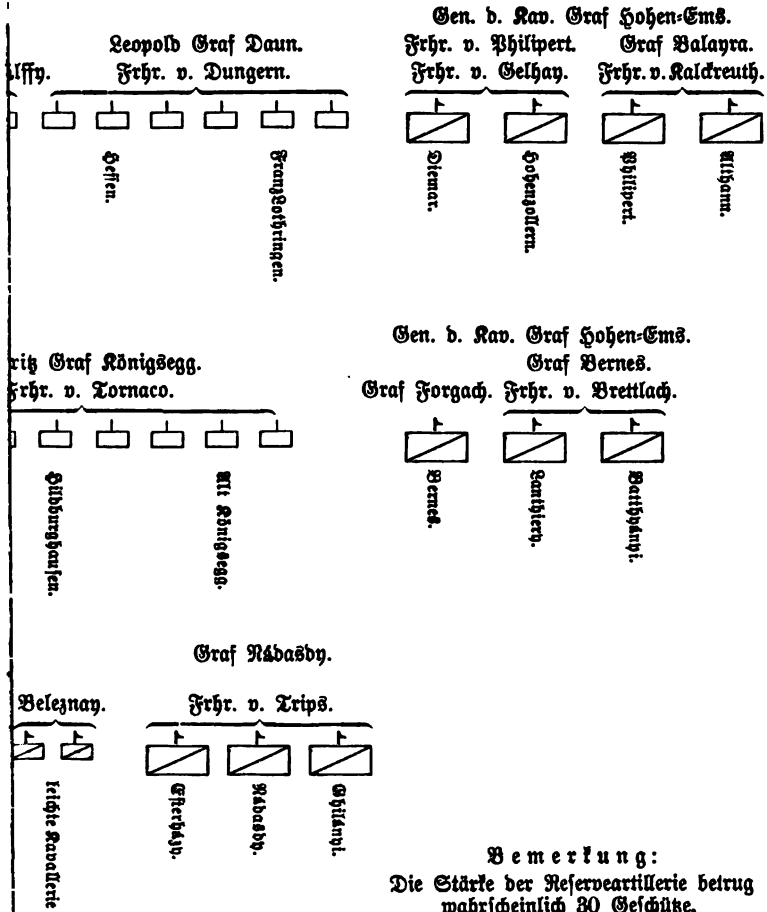 Gen. d. Kav. Graf Hohen-Ems.
Leopold Graf Daun. Frhr. v. Philipert. Graf Balayra.
lffy. Frhr. v. Dungern. Frhr. v. Gelhay. Frhr. v. Kalckreuth.
Hessen.
Franz Lothringen.
Diemar.
Hohenzollern.
Philipert.
Althann.
Gen. d. Kav. Graf Hohen-Ems.
ritz Graf Königsegg. Graf Bernes.
Frhr. v. Tornaco. Graf Forgach. Frhr. v. Brettlach.
Hildburghausen.
Alt Königsegg.
Bernes.
Lanthiery.
Batthyányi.
Graf Nádasdy.
Beleznay. Frhr. v. Trips.
leichte Kavallerie
Esterházy.
Nádasdy.
Ghilányi.
Bemerkung:
Die Stärke der Reserveartillerie betrug
wahrscheinlich 30 Geschütze.